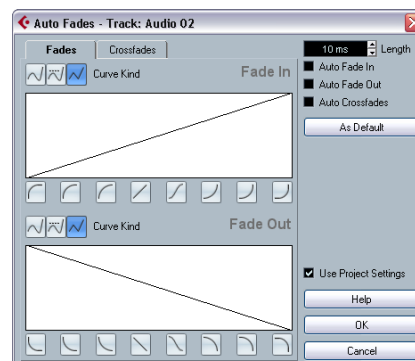 Auto Fades - Track: Audio 02
Fades
Crossfades
Curve Kind
Fade In
Curve Kind
Fade Out
10 ms
Length
Auto Fade In
Auto Fade Out
Auto Crossfades
As Default
Use Project Settings
Help
OK
Cancel